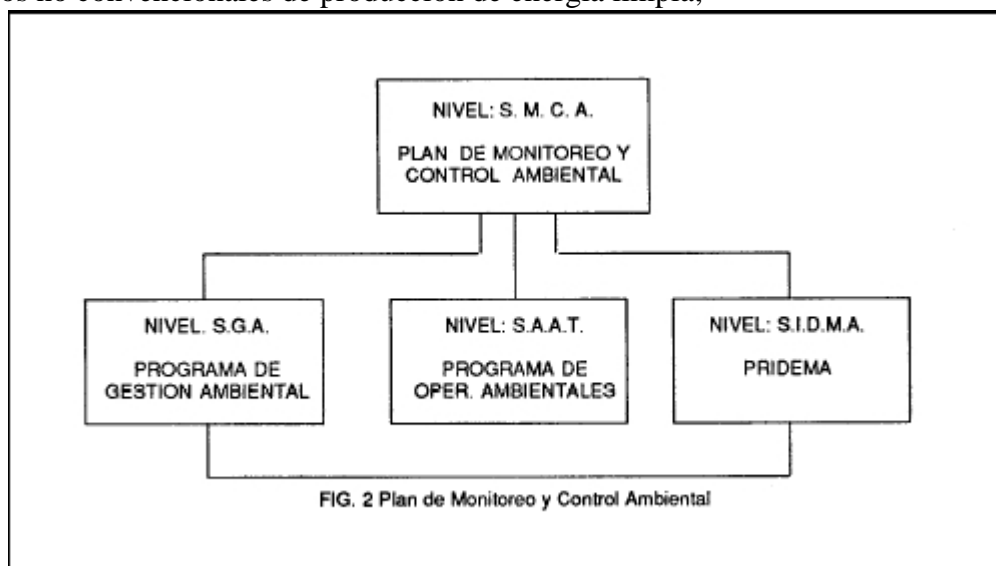 os no convencionales de producción de energía limpia,
NIVEL: S. M. C. A.
PLAN DE MONITOREO Y
CONTROL AMBIENTAL
NIVEL. S.G.A.
PROGRAMA DE
GESTION AMBIENTAL
NIVEL: S.A.A.T.
PROGRAMA DE
OPER. AMBIENTALES
NIVEL: S.I.D.M.A.
PRIDEMA
FIG. 2 Plan de Monitoreo y Control Ambiental